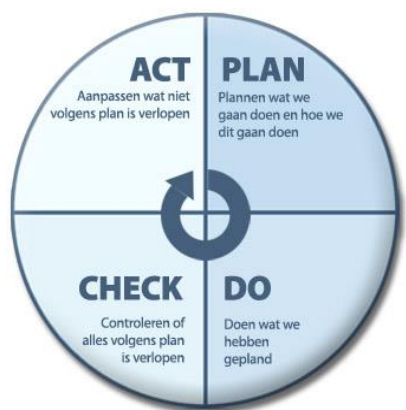 ACT
Aanpassen wat niet
volgens plan is verlopen
PLAN
Plannen wat we
gaan doen en hoe we
dit gaan doen
CHECK
Controleren of
alles volgens plan
is verlopen
DO
Doen wat we
hebben
gepland